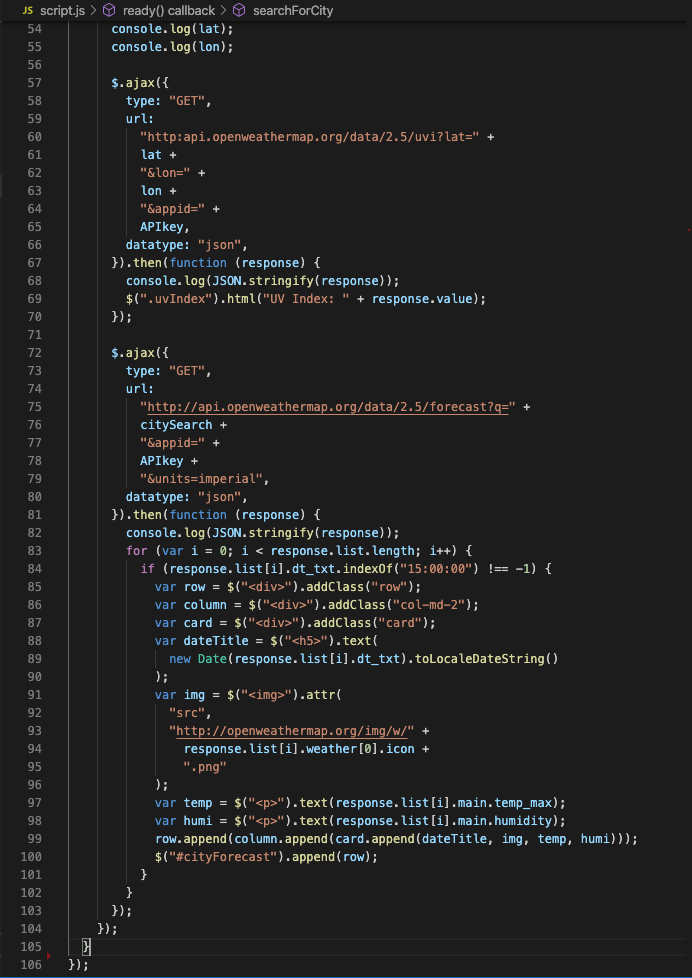 JS script.js > ready() callback > searchForCity
54 console.log(lat);
55 console.log(lon);
56
57 $.ajax({
58 type: "GET",
59 url:
60 "http:api.openweathermap.org/data/2.5/uvi?lat=" +
61 lat +
62 "&lon=" +
63 lon +
64 "&appid=" +
65 APIkey,
66 datatype: "json",
67 }).then(function (response) {
68 console.log(JSON.stringify(response));
69 $(".uvIndex").html("UV Index: " + response.value);
70 });
71
72 $.ajax({
73 type: "GET",
74 url:
75 "http://api.openweathermap.org/data/2.5/forecast?q=" +
76 citySearch +
77 "&appid=" +
78 APIkey +
79 "&units=imperial",
80 datatype: "json",
81 }).then(function (response) {
82 console.log(JSON.stringify(response));
83 for (var i = 0; i < response.list.length; i++) {
84 if (response.list[i].dt_txt.indexOf("15:00:00") !== -1) {
85 var row = $("<div>").addClass("row");
86 var column = $("<div>").addClass("col-md-2");
87 var card = $("<div>").addClass("card");
88 var dateTitle = $("<h5>").text(
89 new Date(response.list[i].dt_txt).toLocaleDateString()
90 );
91 var img = $("<img>").attr(
92 "src",
93 "http://openweathermap.org/img/w/" +
94 response.list[i].weather[0].icon +
95 ".png"
96 );
97 var temp = $("<p>").text(response.list[i].main.temp_max);
98 var humi = $("<p>").text(response.list[i].main.humidity);
99 row.append(column.append(card.append(dateTitle, img, temp, humi)));
100 $("#cityForecast").append(row);
101 }
102 }
103 });
104 });
105 }
106 });